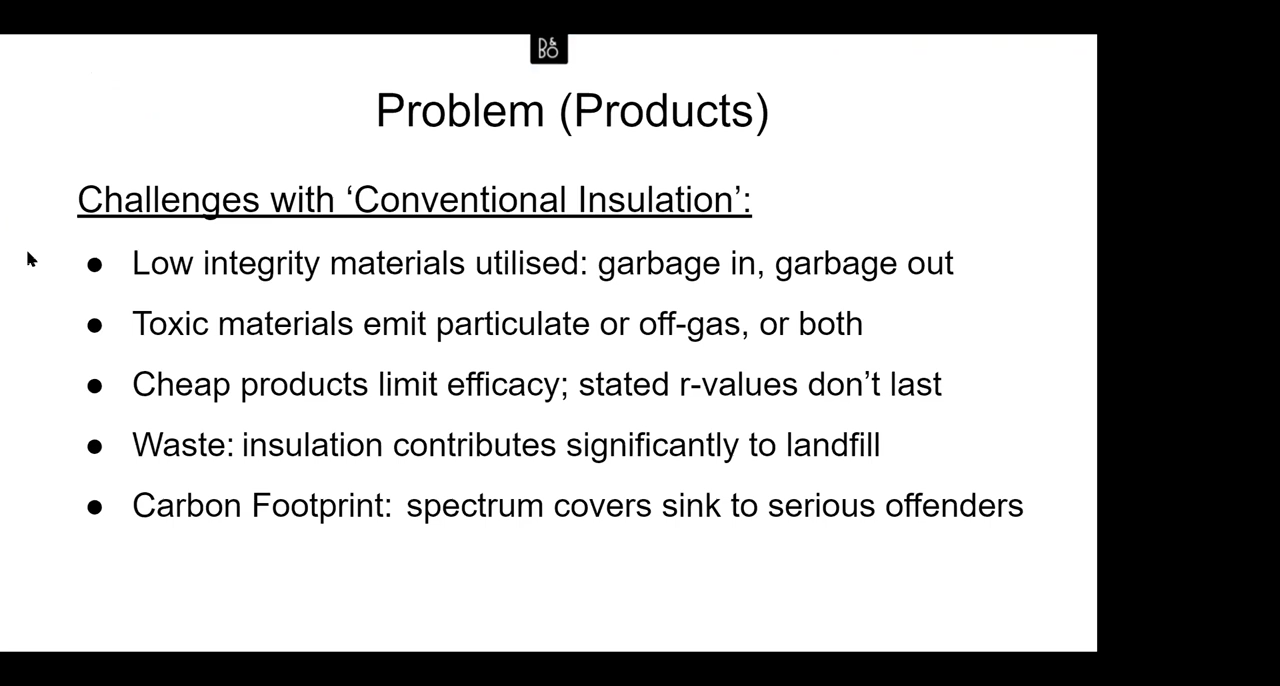 B&O
Problem (Products)
Challenges with ‘Conventional Insulation’:
● Low integrity materials utilised: garbage in, garbage out
● Toxic materials emit particulate or off-gas, or both
● Cheap products limit efficacy; stated r-values don’t last
● Waste: insulation contributes significantly to landfill
● Carbon Footprint: spectrum covers sink to serious offenders